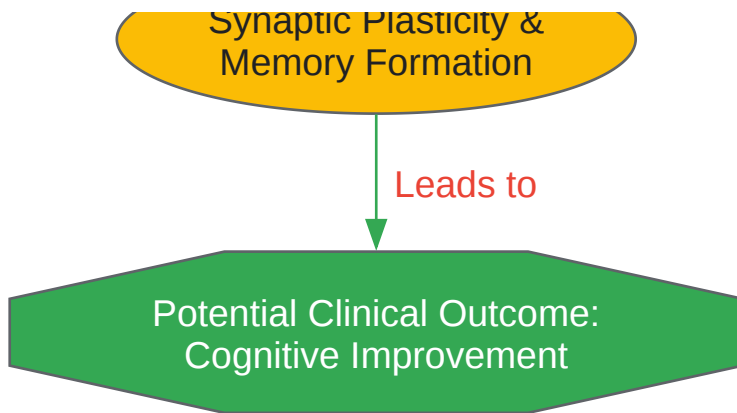 Synaptic Plasticity &
Memory Formation
Leads to
Potential Clinical Outcome:
Cognitive Improvement